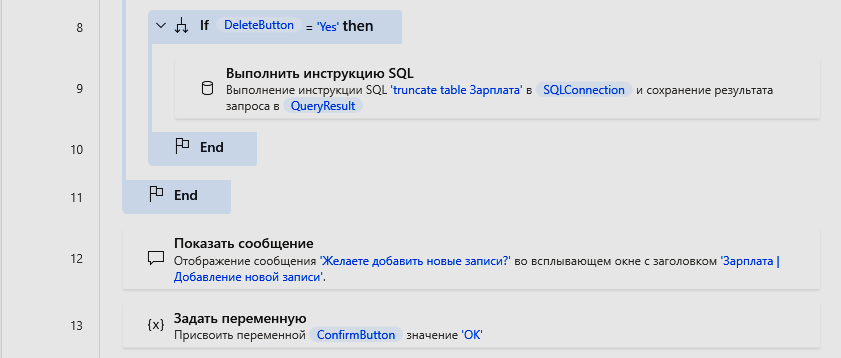 8 If DeleteButton = 'Yes' then
Выполнить инструкцию SQL
9 Выполнение инструкции SQL 'truncate table Зарплата' в SQLConnection и сохранение результата
запроса в QueryResult
10 End
11 End
Показать сообщение
12 Отображение сообщения 'Желаете добавить новые записи?' во всплывающем окне с заголовком 'Зарплата |
Добавление новой записи'.
Задать переменную
13 {x} Присвоить переменной ConfirmButton значение 'OK'